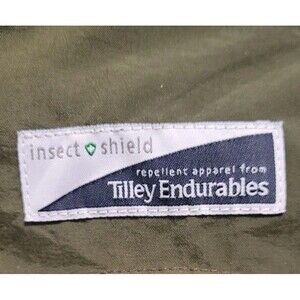 insect shield
repellent apparel from
Tilley Endurables